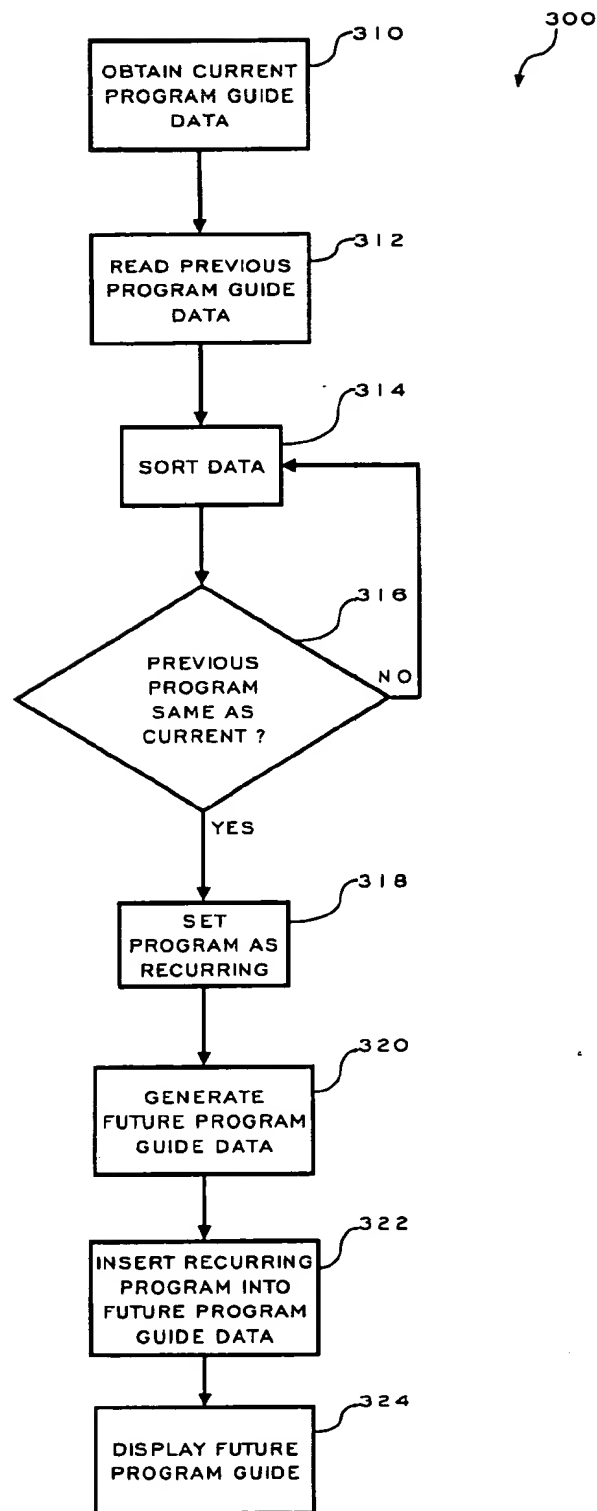 300
310
OBTAIN CURRENT
PROGRAM GUIDE
DATA
312
READ PREVIOUS
PROGRAM GUIDE
DATA
314
SORT DATA
316
PREVIOUS
PROGRAM
SAME AS
CURRENT ?
NO
YES
318
SET
PROGRAM AS
RECURRING
320
GENERATE
FUTURE PROGRAM
GUIDE DATA
322
INSERT RECURRING
PROGRAM INTO
FUTURE PROGRAM
GUIDE DATA
324
DISPLAY FUTURE
PROGRAM GUIDE